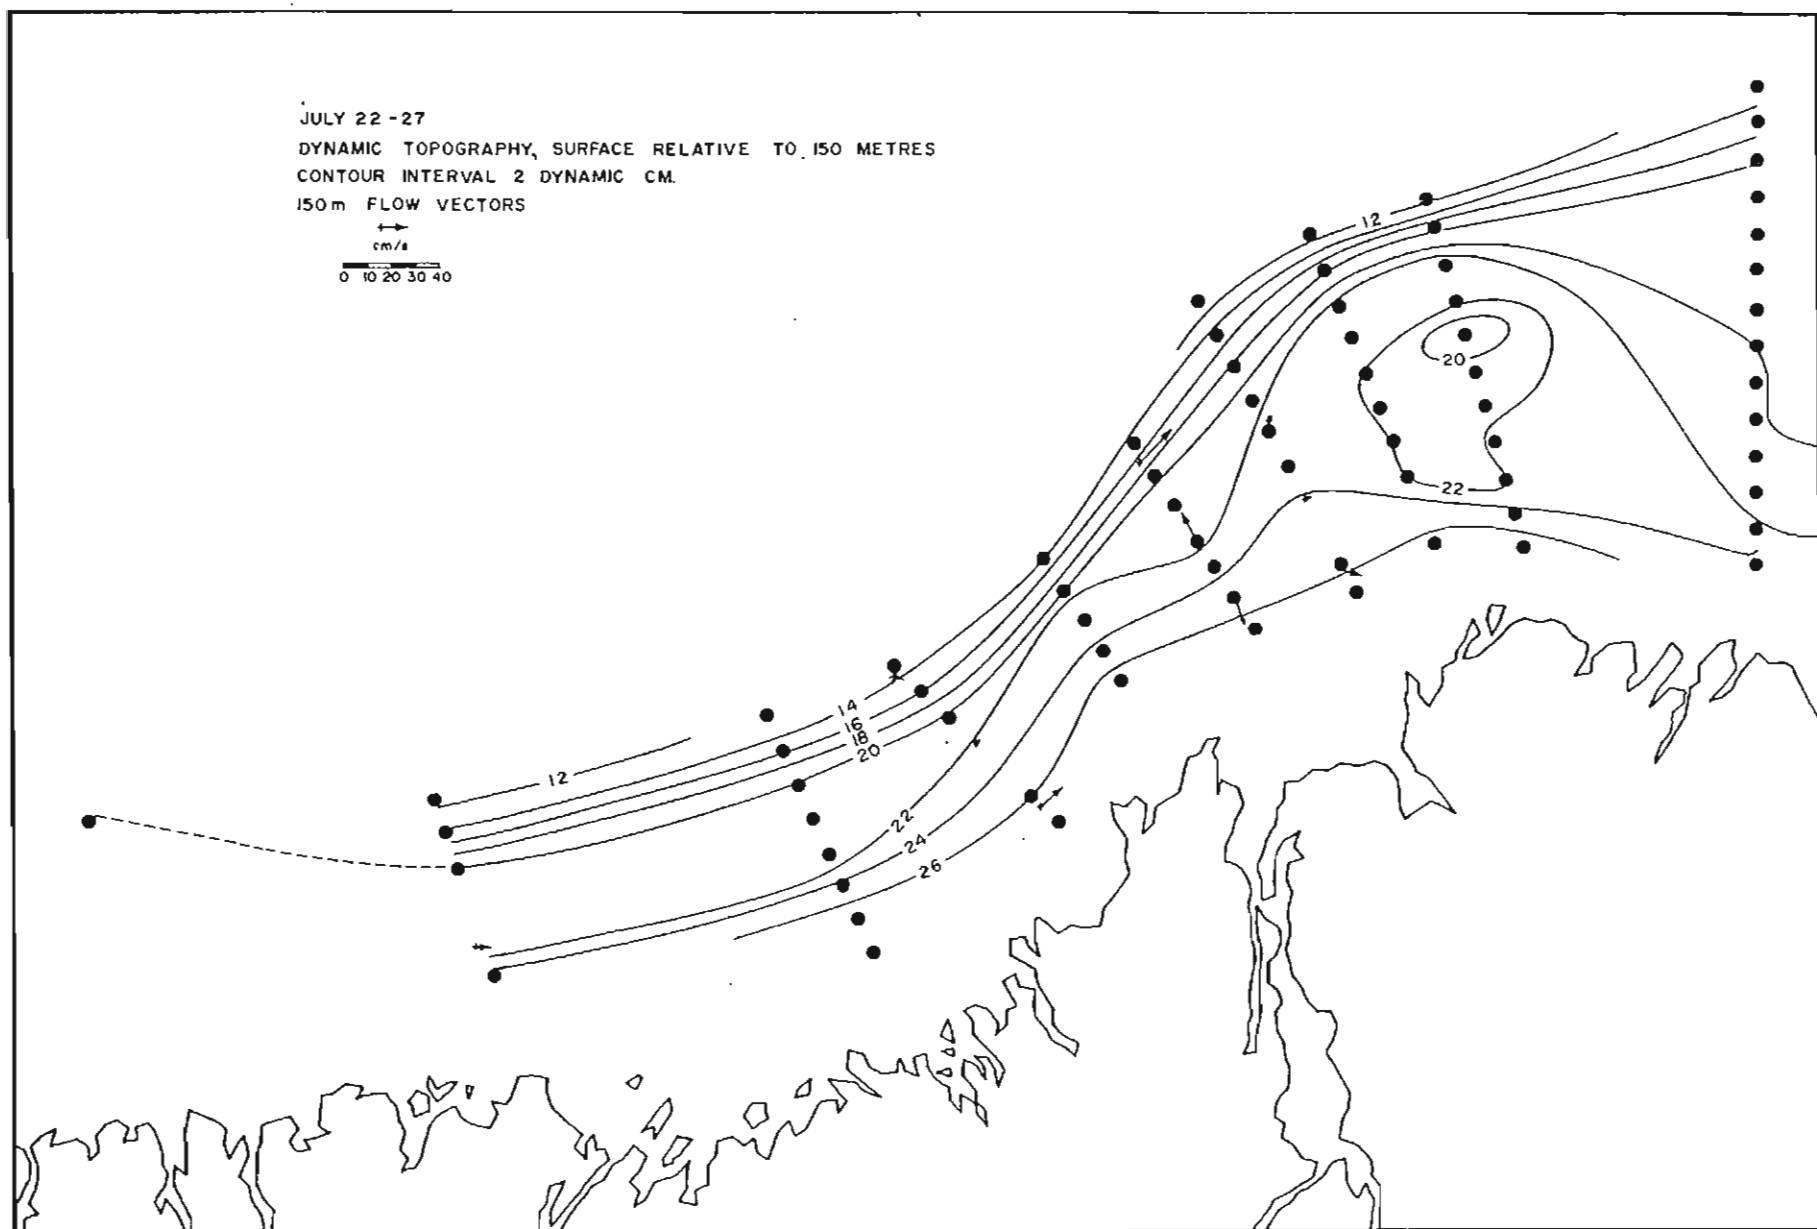 JULY 22-27
DYNAMIC TOPOGRAPHY, SURFACE RELATIVE TO 150 METRES
CONTOUR INTERVAL 2 DYNAMIC CM.
150m FLOW VECTORS
cm/s
0 10 20 30 40
12
20
22
14
16
18
20
12
22
24
26